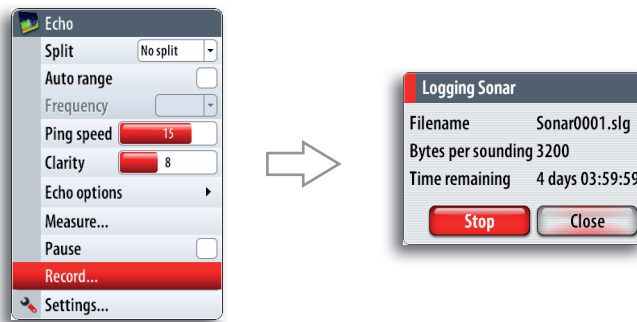 Echo
Split No split
Auto range
Frequency
Ping speed 15
Clarity 8
Echo options
Measure...
Pause
Record...
Settings...
Logging Sonar
Filename Sonar0001.slg
Bytes per sounding 3200
Time remaining 4 days 03:59:59
Stop Close